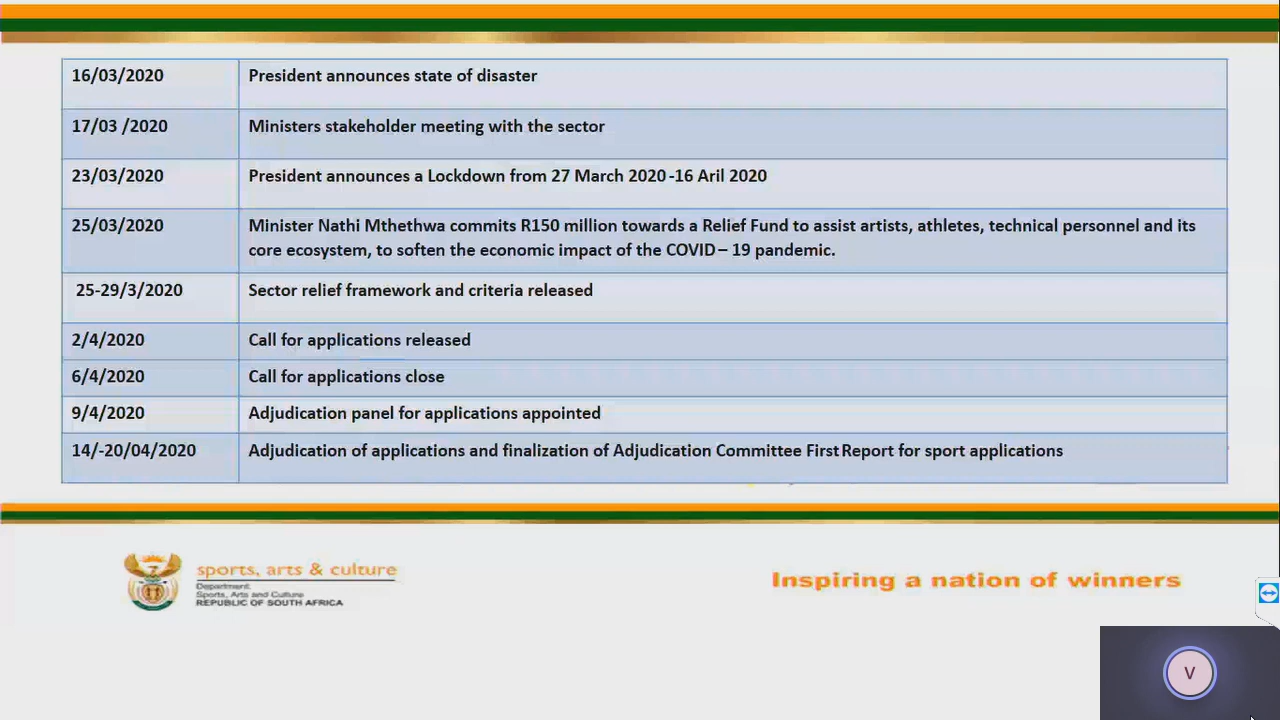 16/03/2020 President announces state of disaster
17/03 /2020 Ministers stakeholder meeting with the sector
23/03/2020 President announces a Lockdown from 27 March 2020 -16 Aril 2020
25/03/2020 Minister Nathi Mthethwa commits R150 million towards a Relief Fund to assist artists, athletes, technical personnel and its
core ecosystem, to soften the economic impact of the COVID – 19 pandemic.
25-29/3/2020 Sector relief framework and criteria released
2/4/2020 Call for applications released
6/4/2020 Call for applications close
9/4/2020 Adjudication panel for applications appointed
14/-20/04/2020 Adjudication of applications and finalization of Adjudication Committee First Report for sport applications
sports, arts & culture
Department:
Sports, Arts and Culture
REPUBLIC OF SOUTH AFRICA
Inspiring a nation of winners
V